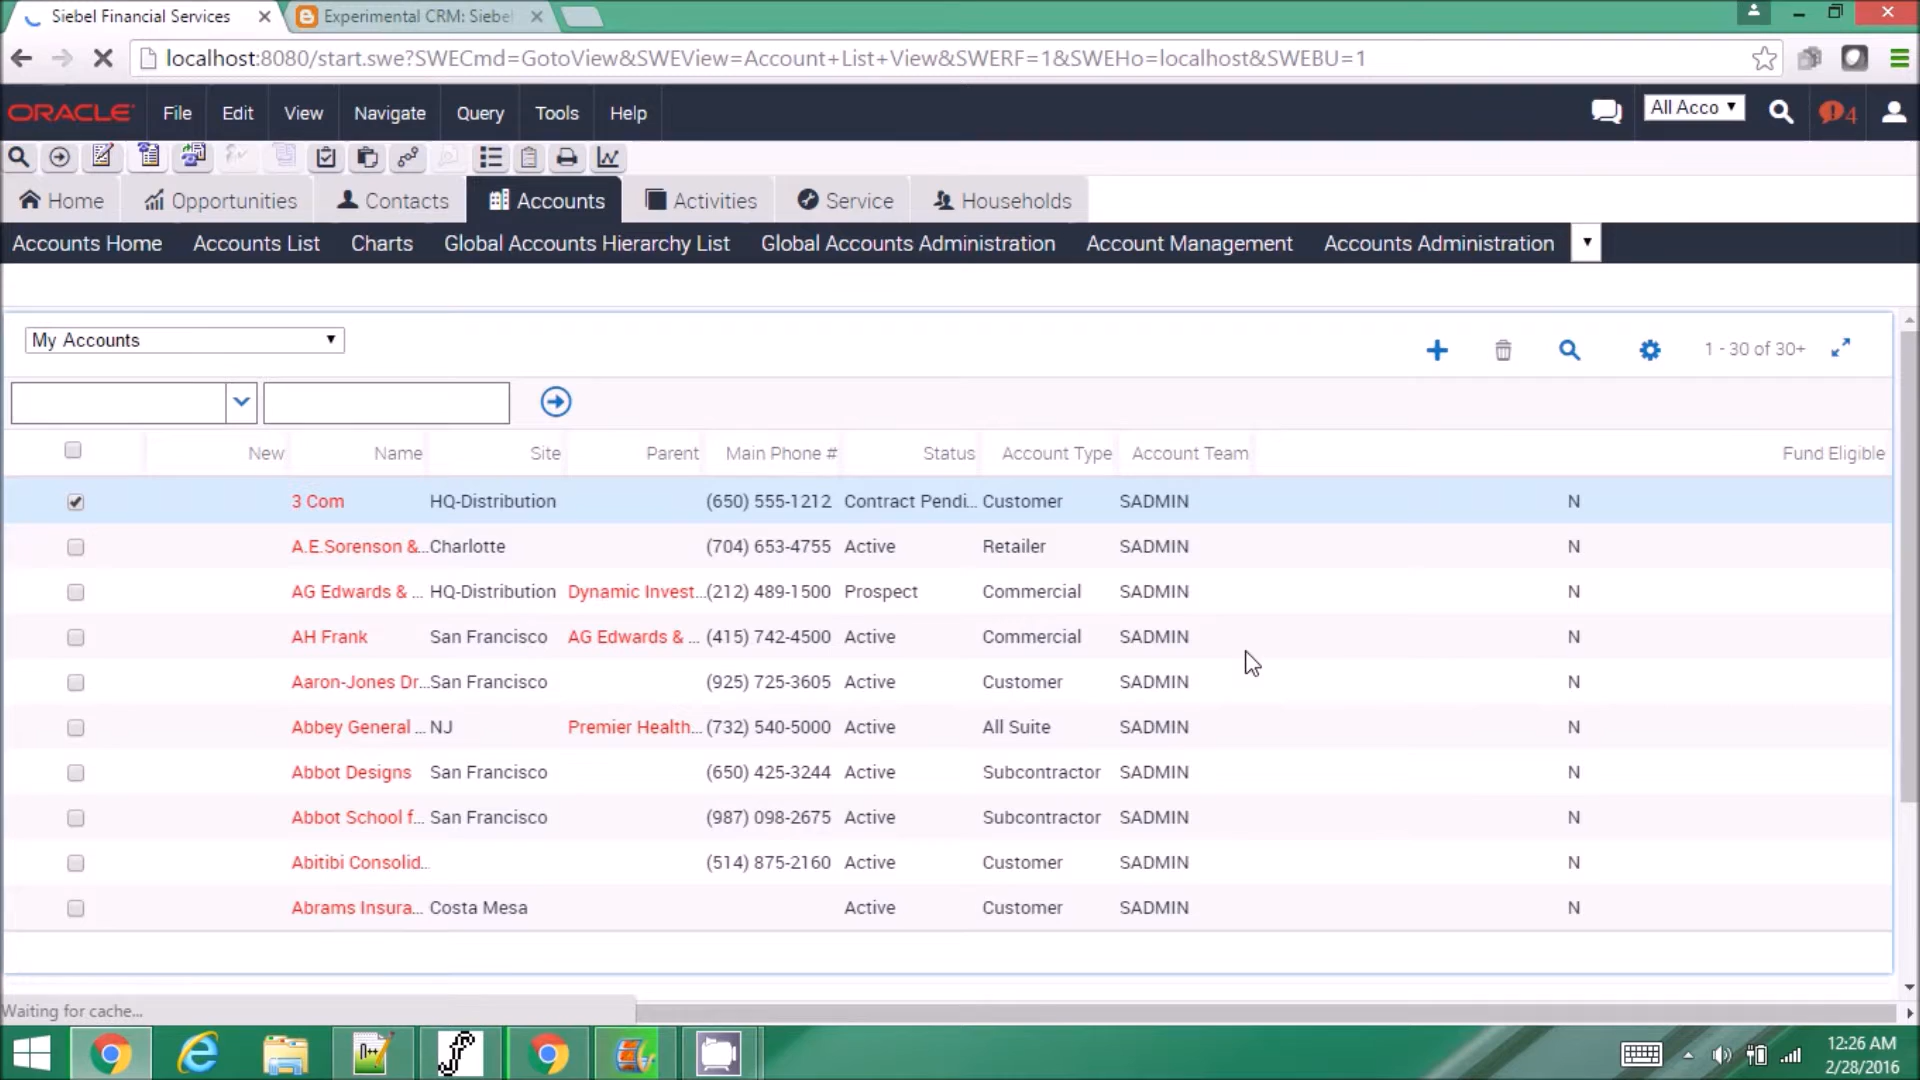 Siebel Financial Services
Experimental CRM: Siebel
localhost:8080/start.swe?SWECmd=GotoView&SWEView=Account+List+View&SWERF=1&SWEHo=localhost&SWEBU=1
ORACLE File Edit View Navigate Query Tools Help All Acco 4
Home Opportunities Contacts Accounts Activities Service Households
Accounts Home Accounts List Charts Global Accounts Hierarchy List Global Accounts Administration Account Management Accounts Administration
My Accounts 1 - 30 of 30+
New Name Site Parent Main Phone # Status Account Type Account Team Fund Eligible
3 Com HQ-Distribution (650) 555-1212 Contract Pendi... Customer SADMIN N
A.E.Sorenson &... Charlotte (704) 653-4755 Active Retailer SADMIN N
AG Edwards & ... HQ-Distribution Dynamic Invest... (212) 489-1500 Prospect Commercial SADMIN N
AH Frank San Francisco AG Edwards & ... (415) 742-4500 Active Commercial SADMIN N
Aaron-Jones Dr... San Francisco (925) 725-3605 Active Customer SADMIN N
Abbey General ... NJ Premier Health... (732) 540-5000 Active All Suite SADMIN N
Abbot Designs San Francisco (650) 425-3244 Active Subcontractor SADMIN N
Abbot School f... San Francisco (987) 098-2675 Active Subcontractor SADMIN N
Abitibi Consolid... (514) 875-2160 Active Customer SADMIN N
Abrams Insura... Costa Mesa Active Customer SADMIN N
Waiting for cache...
12:26 AM
2/28/2016